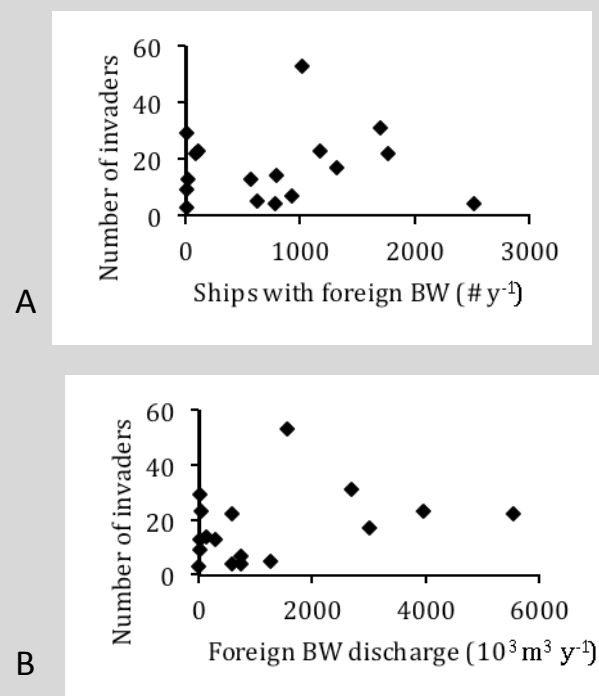 Number of invaders
60
40
20
0
0 1000 2000 3000
Ships with foreign BW (# y⁻¹)
A
Number of invaders
60
40
20
0
0 2000 4000 6000
Foreign BW discharge (10³ m³ y⁻¹)
B